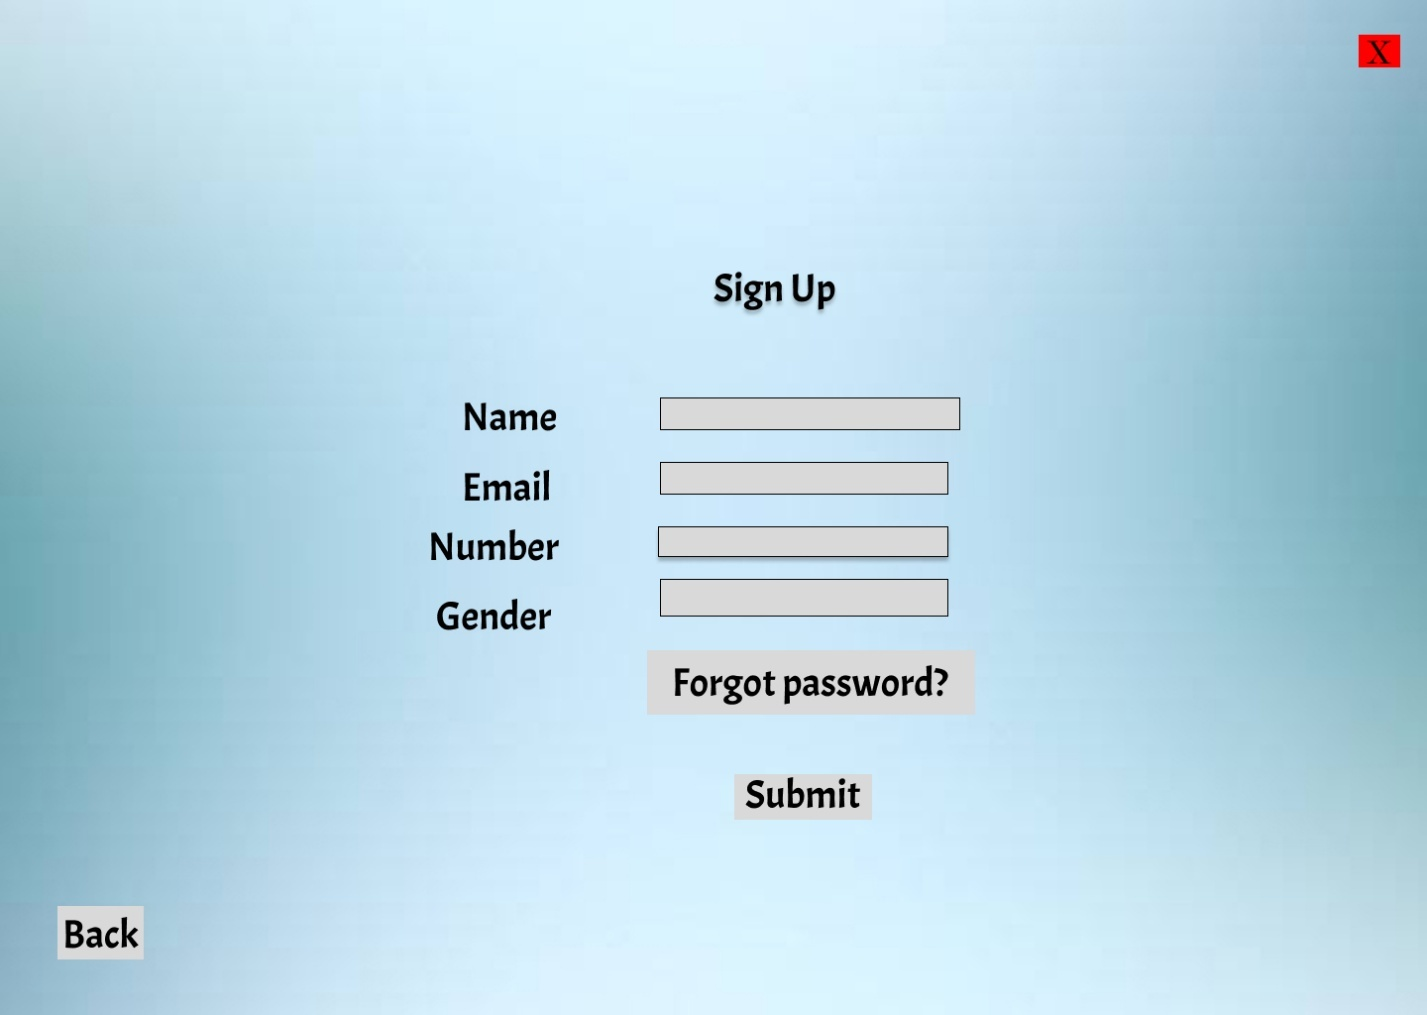 X
Sign Up
Name
Email
Number
Gender
Forgot password?
Submit
Back